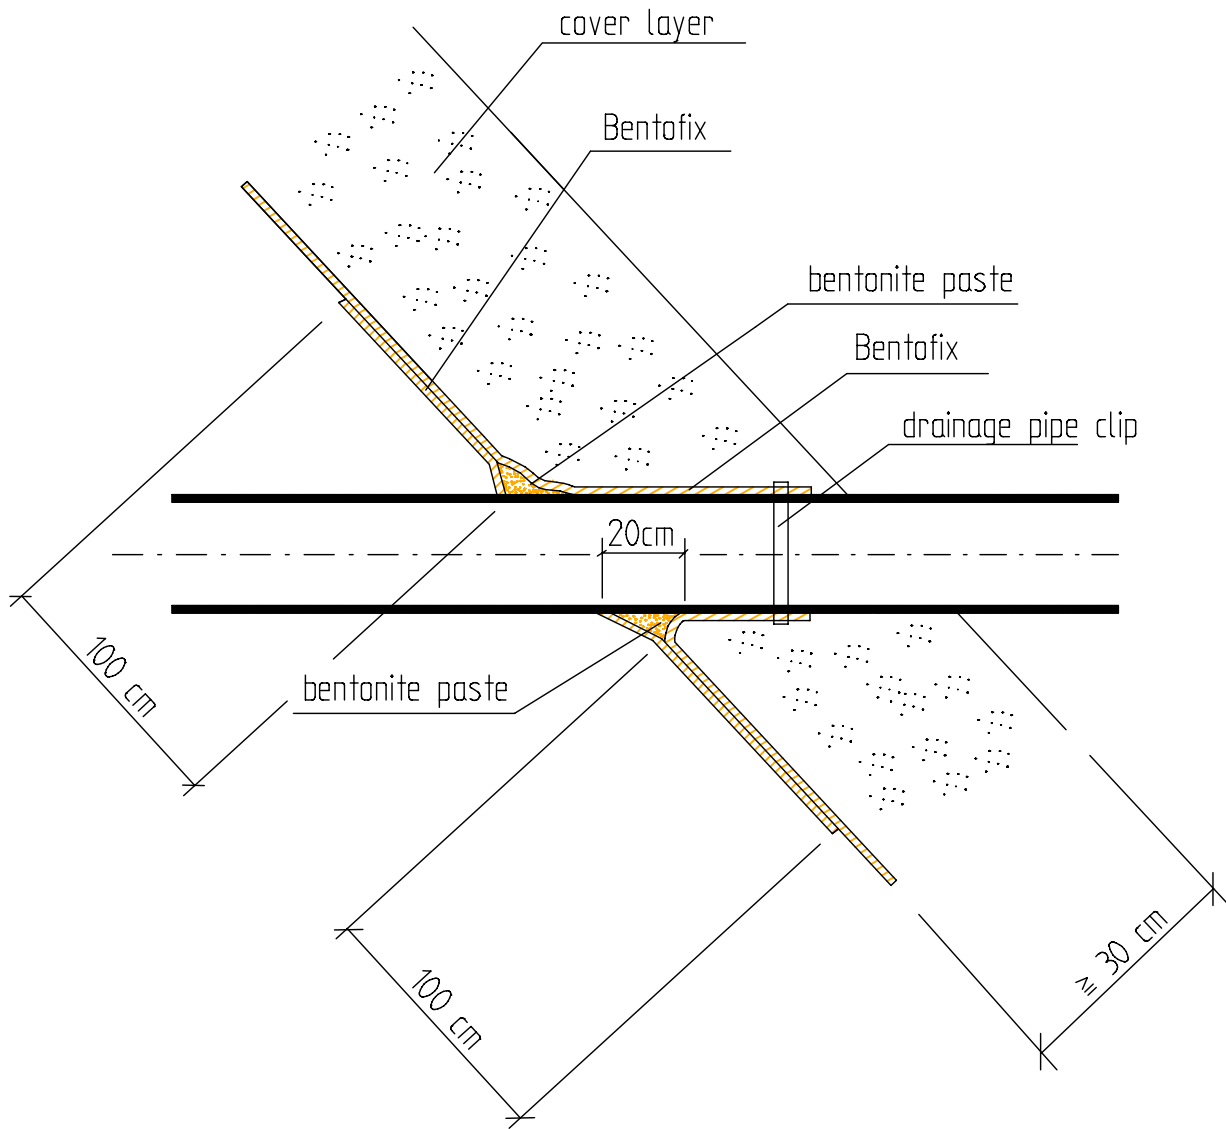 cover layer
Bentofix
bentonite paste
Bentofix
drainage pipe clip
20cm
100 cm
bentonite paste
100 cm
≥ 30 cm